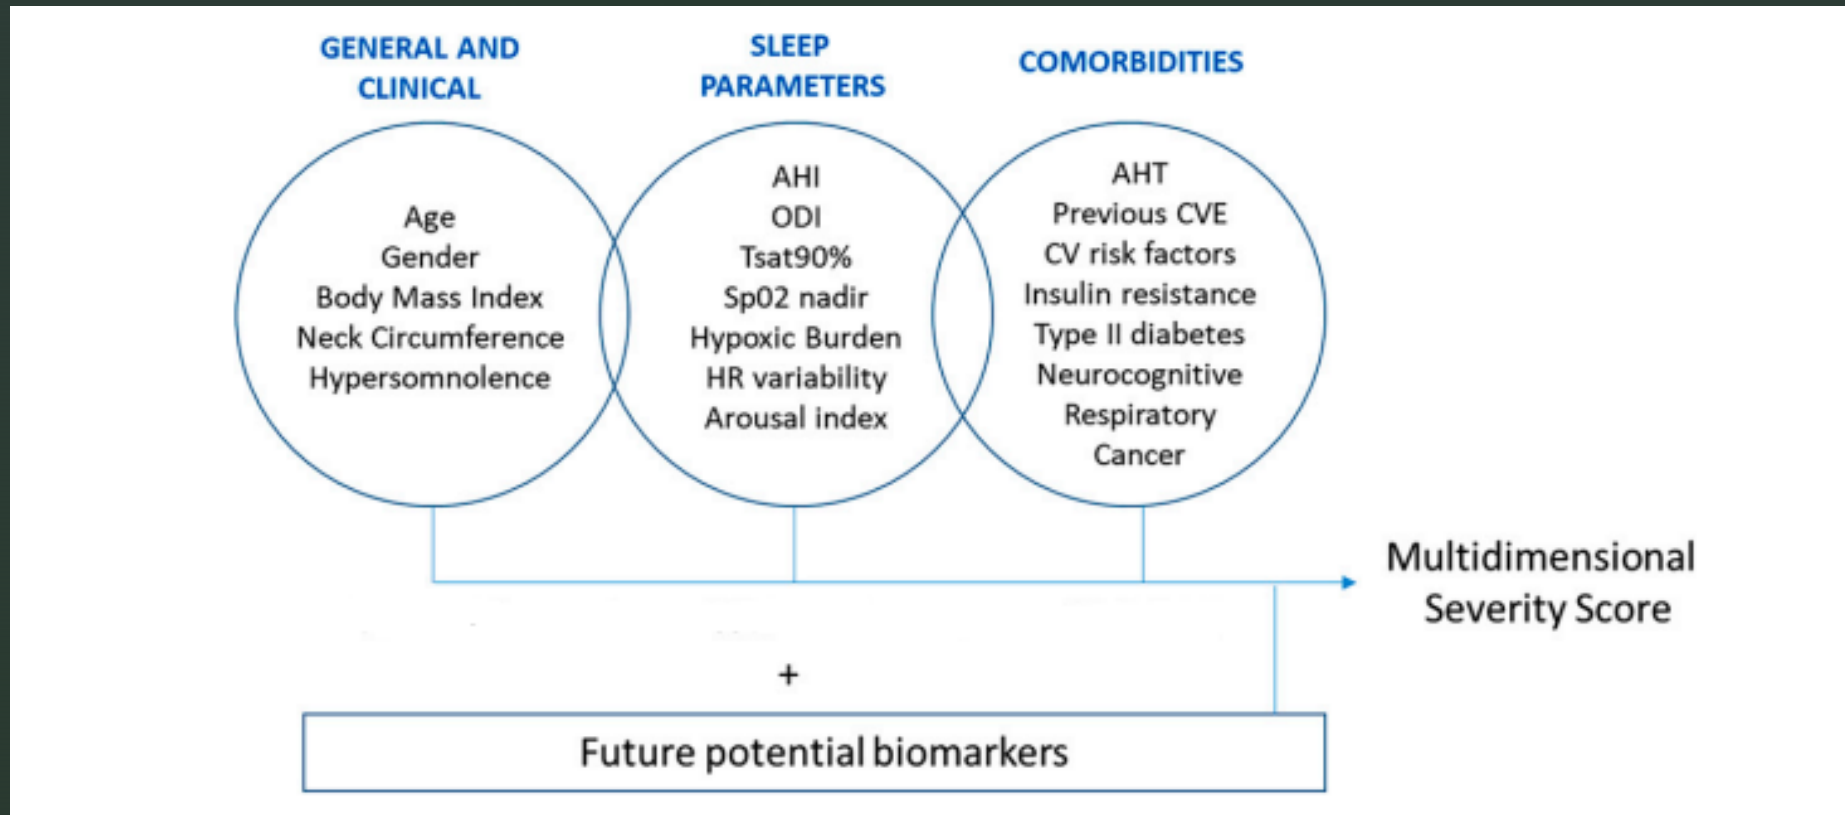 GENERAL AND
CLINICAL
Age
Gender
Body Mass Index
Neck Circumference
Hypersomnolence
SLEEP
PARAMETERS
AHI
ODI
Tsat90%
Sp02 nadir
Hypoxic Burden
HR variability
Arousal index
COMORBIDITIES
AHT
Previous CVE
CV risk factors
Insulin resistance
Type II diabetes
Neurocognitive
Respiratory
Cancer
Multidimensional
Severity Score
+
Future potential biomarkers